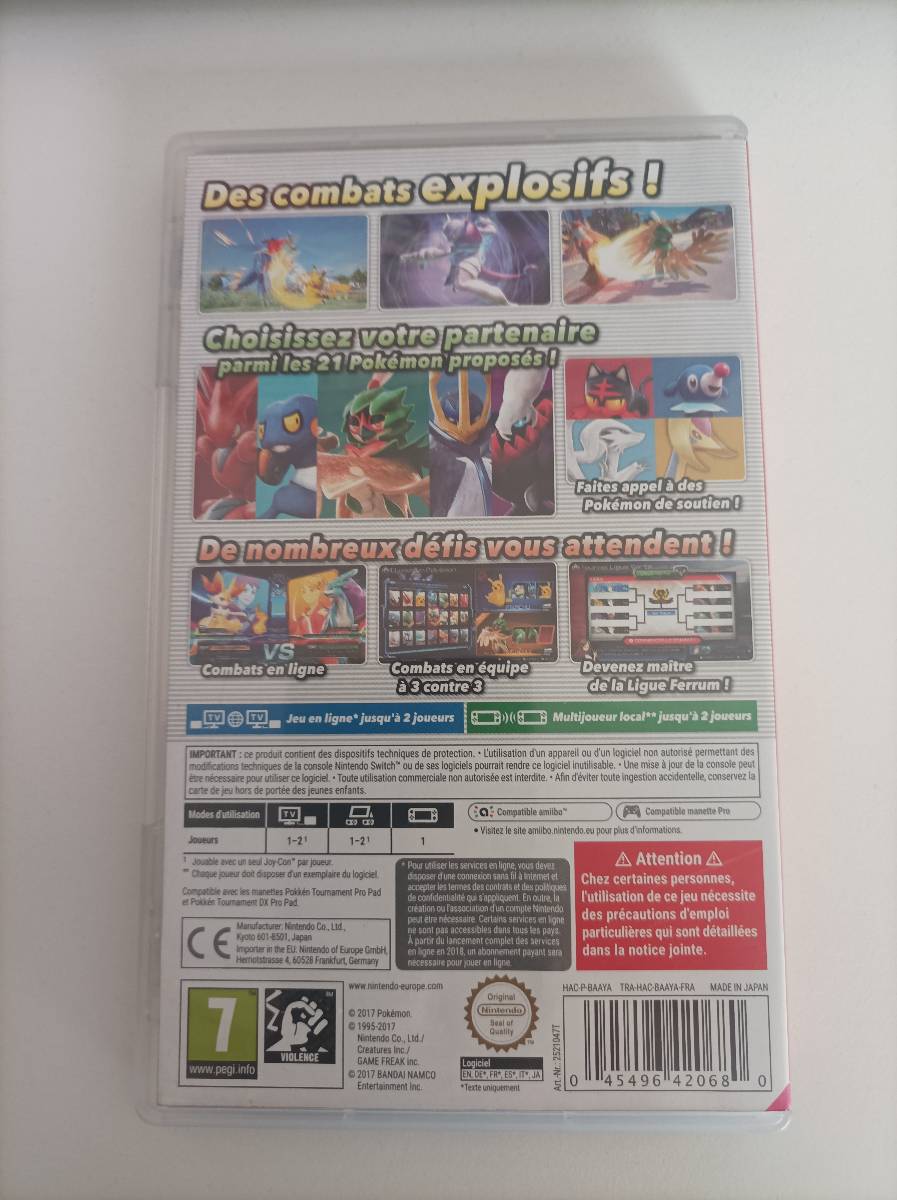 Des combats explosifs !
Choisissez votre partenaire
parmi les 21 Pokémon proposés !
Faites appel à des
Pokémon de soutien !
De nombreux défis vous attendent !
VS
Combats en ligne
Combats en équipe
à 3 contre 3
Devenez maître
de la Ligue Ferrum !
TV TV Jeu en ligne* jusqu'à 2 joueurs
Multijoueur local** jusqu'à 2 joueurs
IMPORTANT : ce produit contient des dispositifs techniques de protection. • L'utilisation d'un appareil ou d'un logiciel non autorisé permettant des
modifications techniques de la console Nintendo Switch™ ou de ses logiciels pourrait rendre ce logiciel inutilisable. • Une mise à jour de la console peut
être nécessaire pour utiliser ce logiciel. • Toute utilisation commerciale non autorisée est interdite. • Afin d'éviter toute ingestion accidentelle, conservez la
carte de jeu hors de portée des jeunes enfants.
Modes d'utilisation TV
Joueurs 1-2¹ 1-2¹ 1
Compatible amiibo™
Compatible manette Pro
• Visitez le site amiibo.nintendo.eu pour plus d'informations.
¹ Jouable avec un seul Joy-Con™ par joueur.
** Chaque joueur doit disposer d'un exemplaire du logiciel.
Compatible avec les manettes Pokkén Tournament Pro Pad
et Pokkén Tournament DX Pro Pad.
* Pour utiliser les services en ligne, vous devez
disposer d'une connexion sans fil à Internet et
accepter les termes des contrats et des politiques
de confidentialité qui s'appliquent. En outre, la
création ou l'association d'un compte Nintendo
peut être nécessaire. Certains services en ligne
ne sont pas accessibles dans tous les pays.
À partir du lancement complet des services
en ligne en 2018, un abonnement payant sera
nécessaire pour jouer en ligne.
Attention
Chez certaines personnes,
l'utilisation de ce jeu nécessite
des précautions d'emploi
particulières qui sont détaillées
dans la notice jointe.
CE
Manufacturer: Nintendo Co., Ltd.,
Kyoto 601-8501, Japan
Importer in the EU: Nintendo of Europe GmbH,
Herriotstrasse 4, 60528 Frankfurt, Germany
7
www.pegi.info
VIOLENCE
www.nintendo-europe.com
© 2017 Pokémon.
© 1995-2017
Nintendo Co., Ltd./
Creatures Inc./
GAME FREAK inc.
© 2017 BANDAI NAMCO
Entertainment Inc.
Original
Nintendo
Seal of
Quality
Logiciel
EN, DE*, FR*, ES*, IT*, JA
*Texte uniquement
HAC-P-BAAYA TRA-HAC-BAAYA-FRA MADE IN JAPAN
Art.-Nr.: 2521047T
0 45496 42068 0